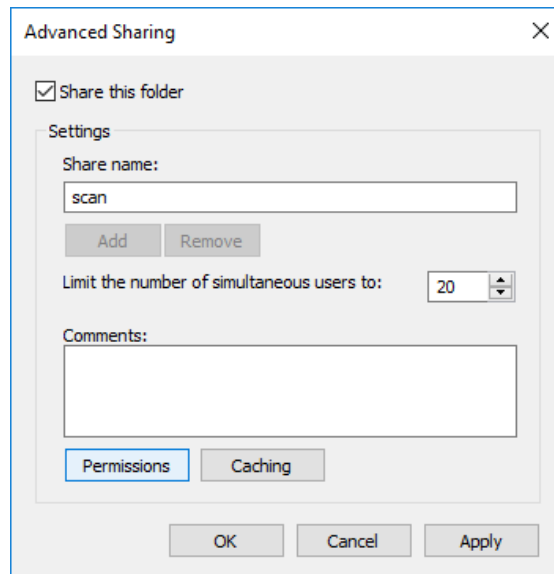 Advanced Sharing
Share this folder
Settings
Share name:
scan
Add Remove
Limit the number of simultaneous users to: 20
Comments:
Permissions Caching
OK Cancel Apply